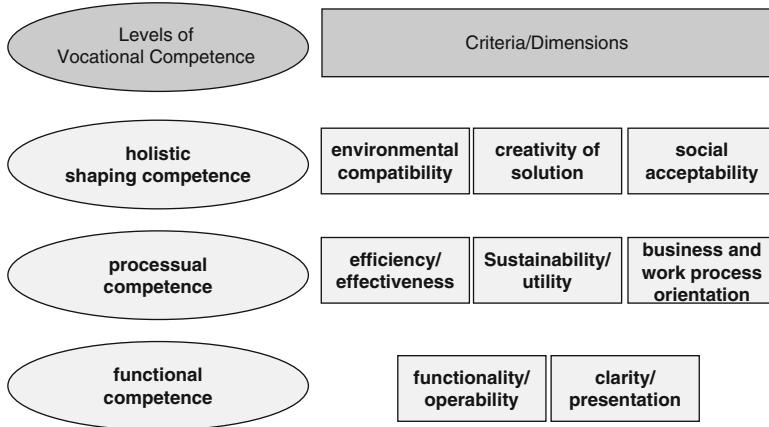 Levels of
Vocational Competence
Criteria/Dimensions
holistic
shaping competence
environmental
compatibility
creativity of
solution
social
acceptability
processual
competence
efficiency/
effectiveness
Sustainability/
utility
business and
work process
orientation
functional
competence
functionality/
operability
clarity/
presentation